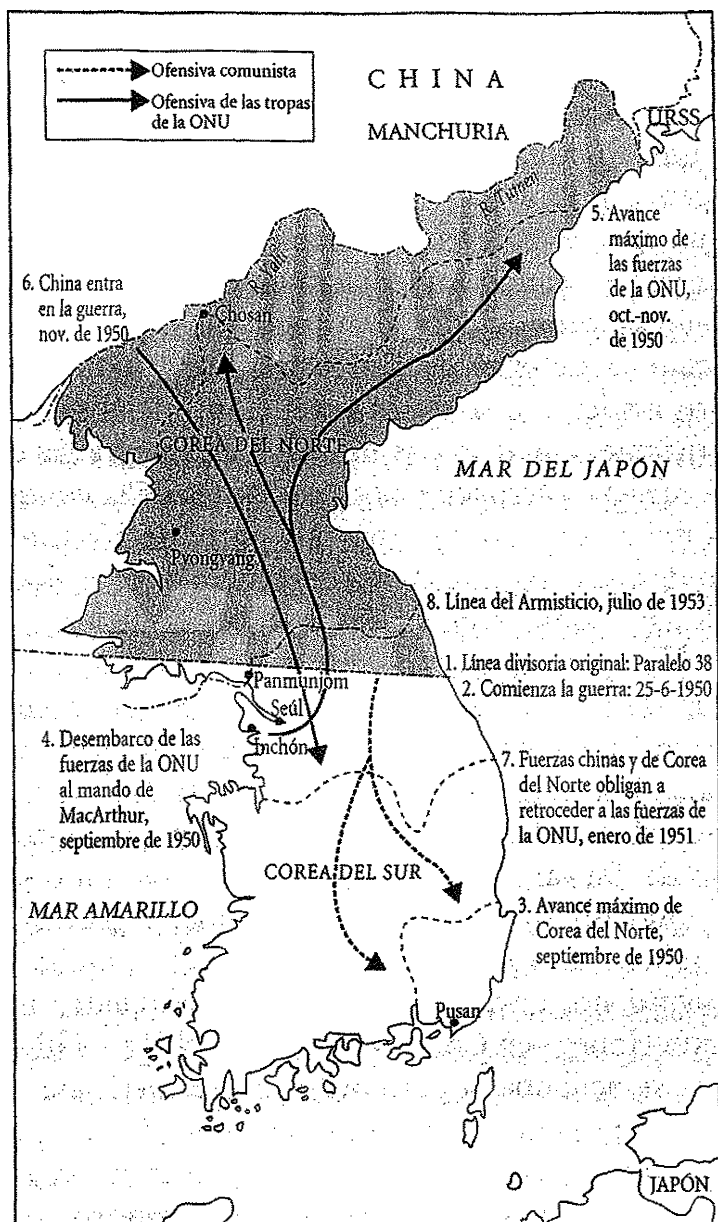 Ofensiva comunista
Ofensiva de las tropas
de la ONU
CHINA
MANCHURIA
URSS
R. Tumen
5. Avance
máximo de
las fuerzas
de la ONU,
oct.-nov.
de 1950
6. China entra
en la guerra,
nov. de 1950
R. Yalu
Chosan
COREA DEL NORTE
MAR DEL JAPÓN
Pyongyang
8. Línea del Armisticio, julio de 1953
1. Línea divisoria original: Paralelo 38
2. Comienza la guerra: 25-6-1950
Panmunjom
Seúl
Inchón
4. Desembarco de las
fuerzas de la ONU
al mando de
MacArthur,
septiembre de 1950
7. Fuerzas chinas y de Corea
del Norte obligan a
retroceder a las fuerzas de
la ONU, enero de 1951
COREA DEL SUR
MAR AMARILLO
3. Avance máximo de
Corea del Norte,
septiembre de 1950
Pusan
JAPÓN